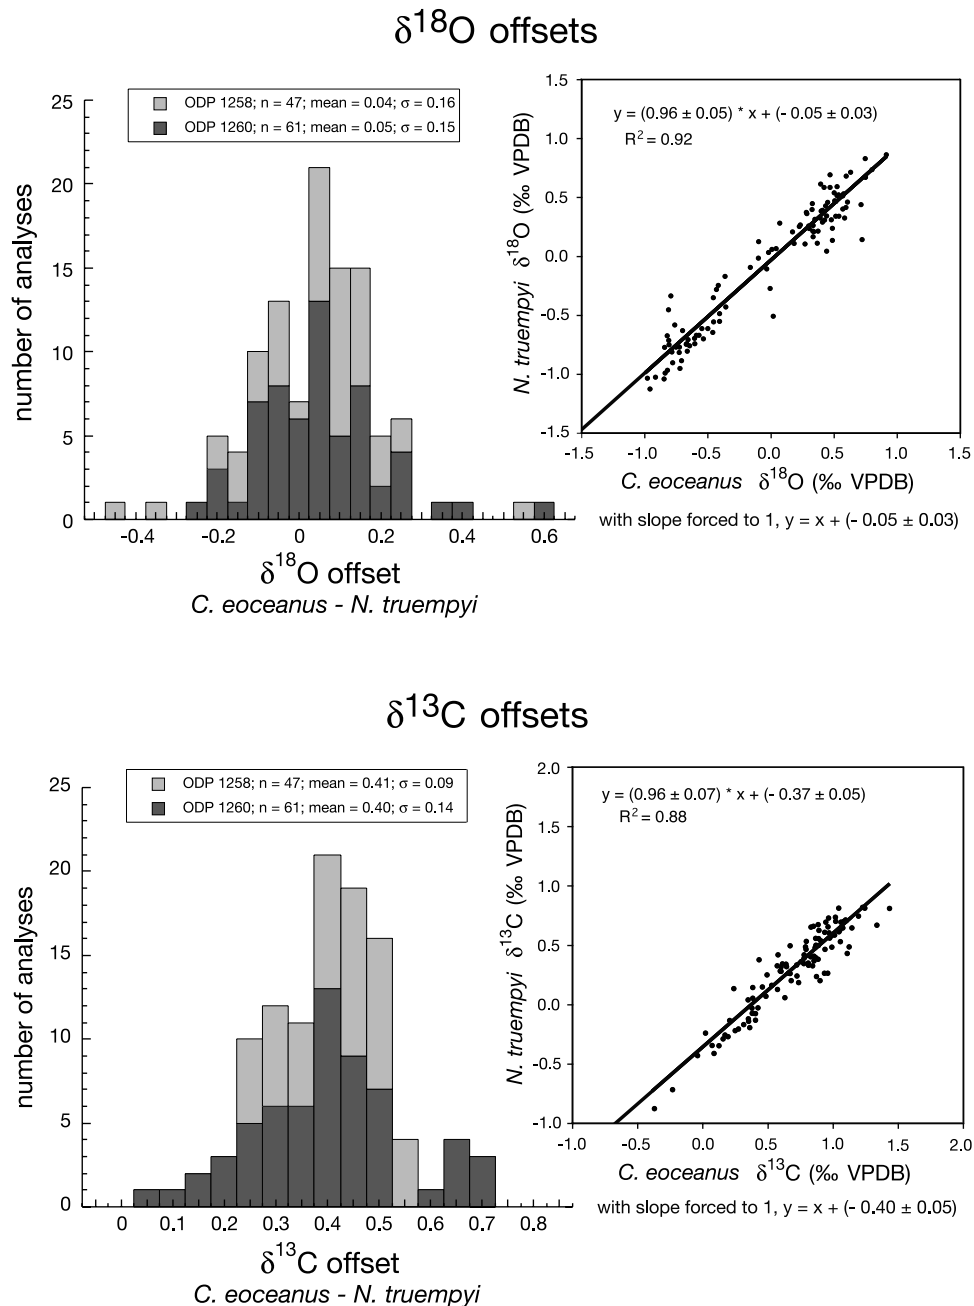 δ18O offsets
ODP 1258; n = 47; mean = 0.04; σ = 0.16
ODP 1260; n = 61; mean = 0.05; σ = 0.15
number of analyses
25
20
15
10
5
0
-0.4
-0.2
0
0.2
0.4
0.6
δ18O offset
C. eoceanus - N. truempyi
y = (0.96 ± 0.05) * x + (- 0.05 ± 0.03)
R2 = 0.92
N. truempyi δ18O (‰ VPDB)
1.5
1.0
0.5
0.0
-0.5
-1.0
-1.5
-1.5
-1.0
-0.5
0.0
0.5
1.0
1.5
C. eoceanus δ18O (‰ VPDB)
with slope forced to 1, y = x + (- 0.05 ± 0.03)
δ13C offsets
ODP 1258; n = 47; mean = 0.41; σ = 0.09
ODP 1260; n = 61; mean = 0.40; σ = 0.14
number of analyses
25
20
15
10
5
0
0
0.1
0.2
0.3
0.4
0.5
0.6
0.7
0.8
δ13C offset
C. eoceanus - N. truempyi
y = (0.96 ± 0.07) * x + (- 0.37 ± 0.05)
R2 = 0.88
N. truempyi δ13C (‰ VPDB)
2.0
1.5
1.0
0.5
0.0
-0.5
-1.0
-1.0
-0.5
0.0
0.5
1.0
1.5
2.0
C. eoceanus δ13C (‰ VPDB)
with slope forced to 1, y = x + (- 0.40 ± 0.05)